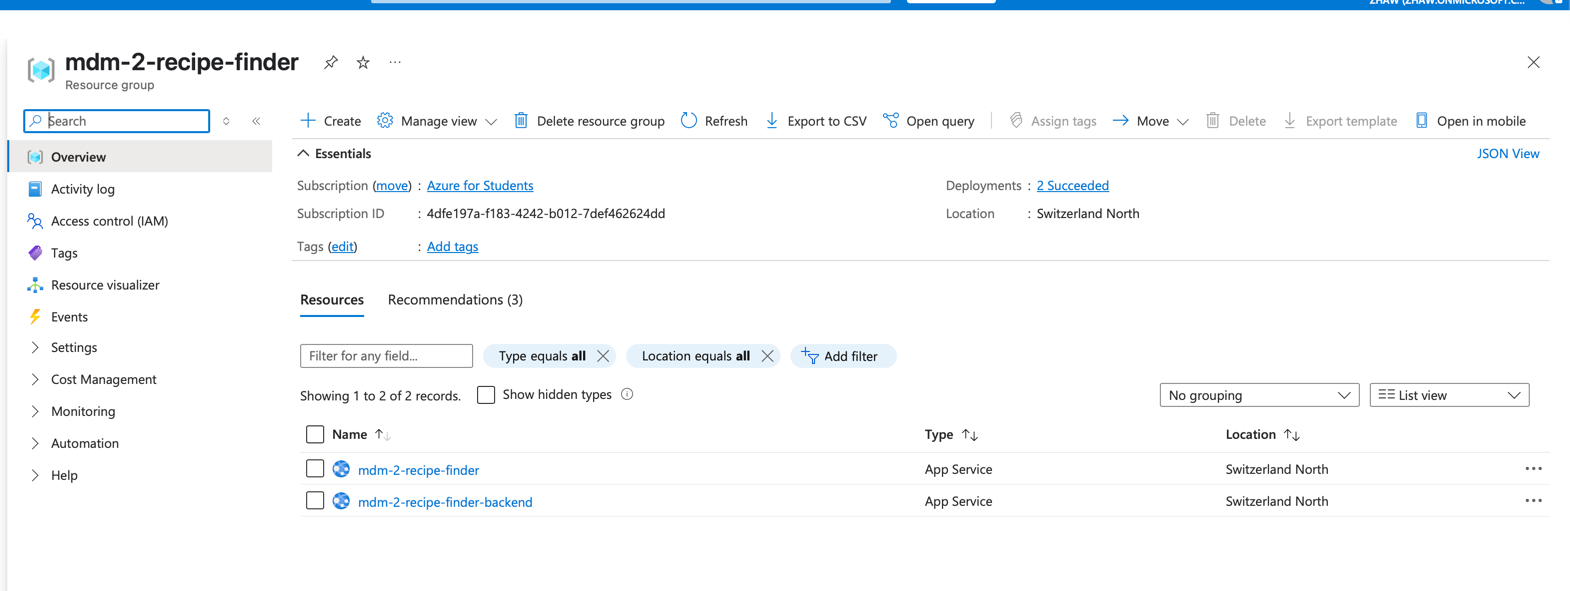 ZHAW (ZHAW.ONMICROSOFT.C...
mdm-2-recipe-finder
Resource group
Search
Create Manage view Delete resource group Refresh Export to CSV Open query Assign tags Move Delete Export template Open in mobile
Overview
Activity log
Access control (IAM)
Tags
Resource visualizer
Events
Settings
Cost Management
Monitoring
Automation
Help
Essentials JSON View
Subscription (move) : Azure for Students Deployments : 2 Succeeded
Subscription ID : 4dfe197a-f183-4242-b012-7def462624dd Location : Switzerland North
Tags (edit) : Add tags
Resources Recommendations (3)
Filter for any field... Type equals all Location equals all Add filter
Showing 1 to 2 of 2 records. Show hidden types No grouping List view
Name Type Location
mdm-2-recipe-finder App Service Switzerland North
mdm-2-recipe-finder-backend App Service Switzerland North